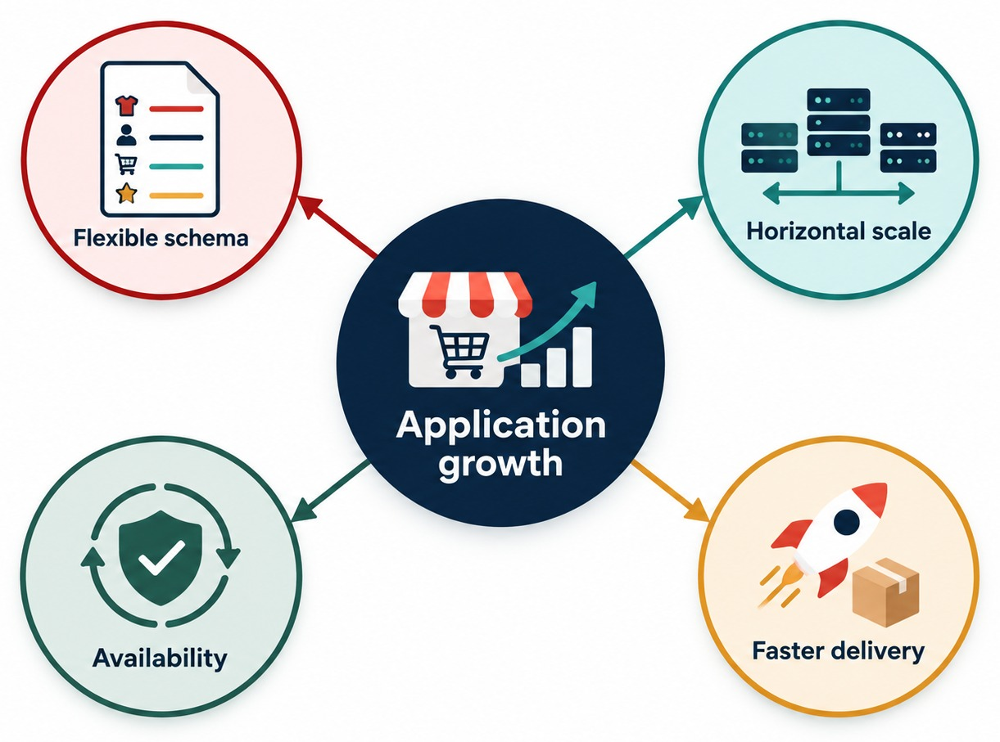 Flexible schema
Horizontal scale
Application
growth
Availability
Faster delivery